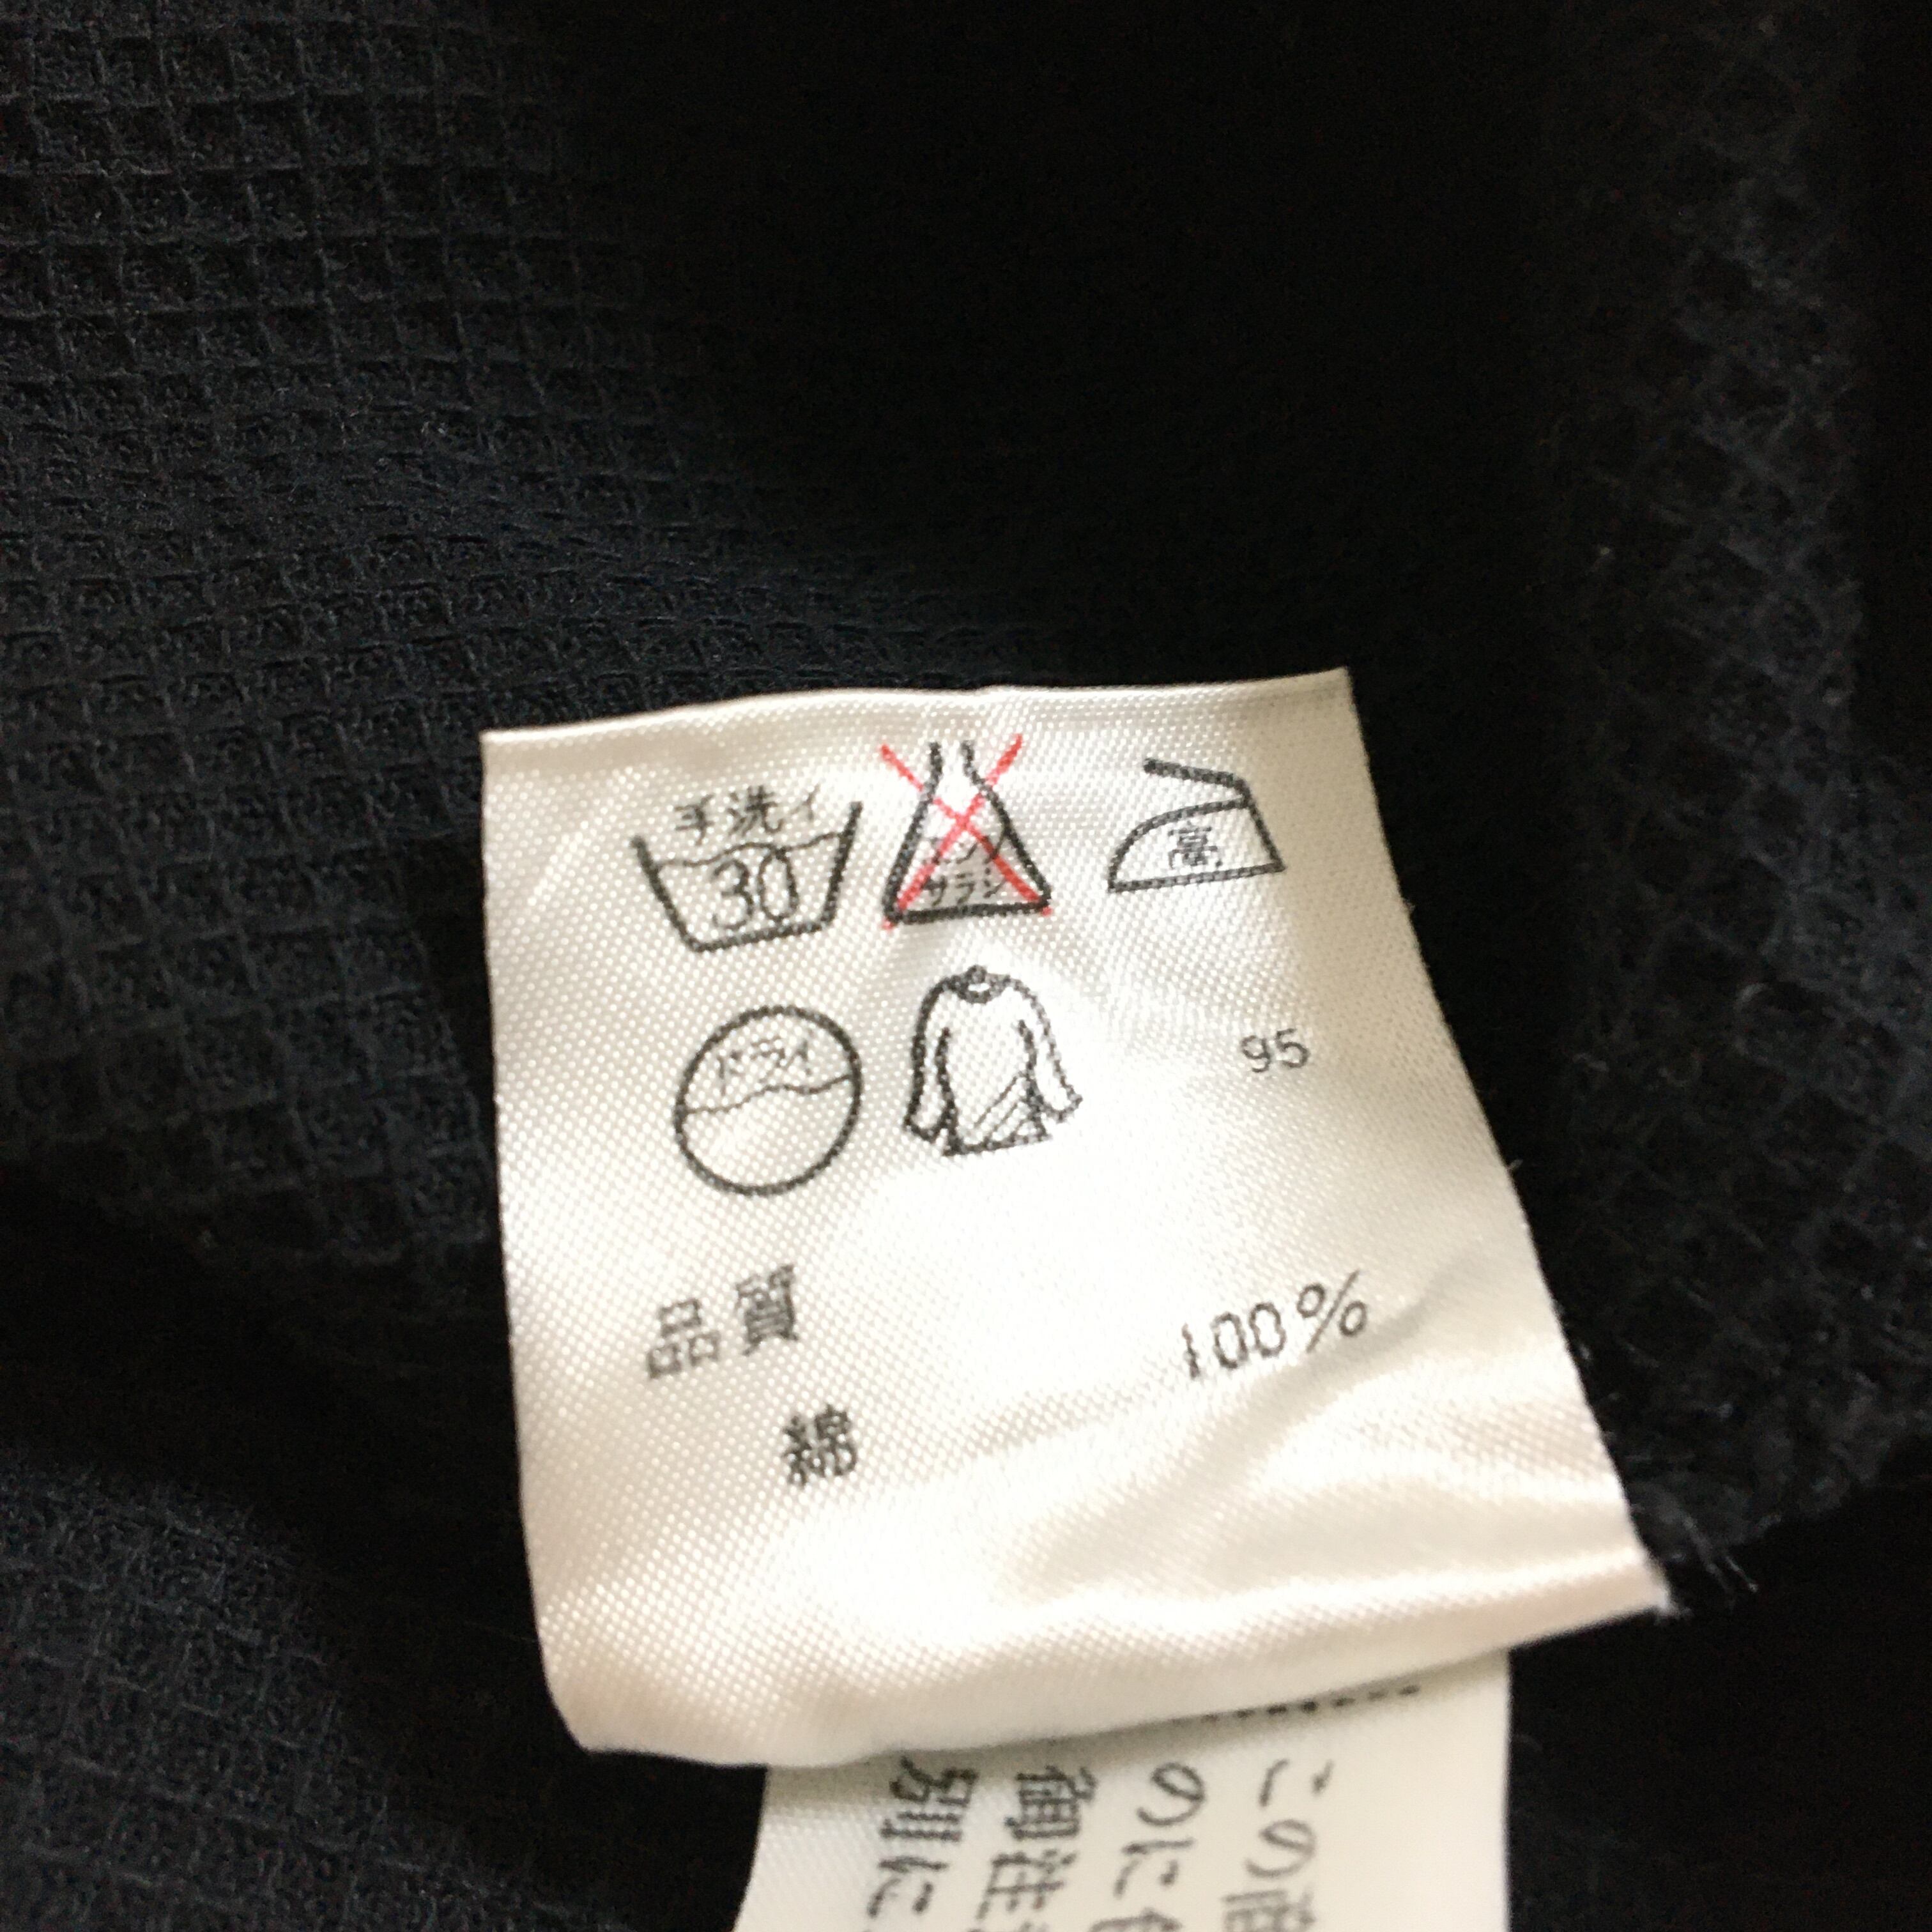 手洗イ
30
エンソ
サラシ
高
ドライ
95
品質
100%
綿
この商
のにも
御注
別に